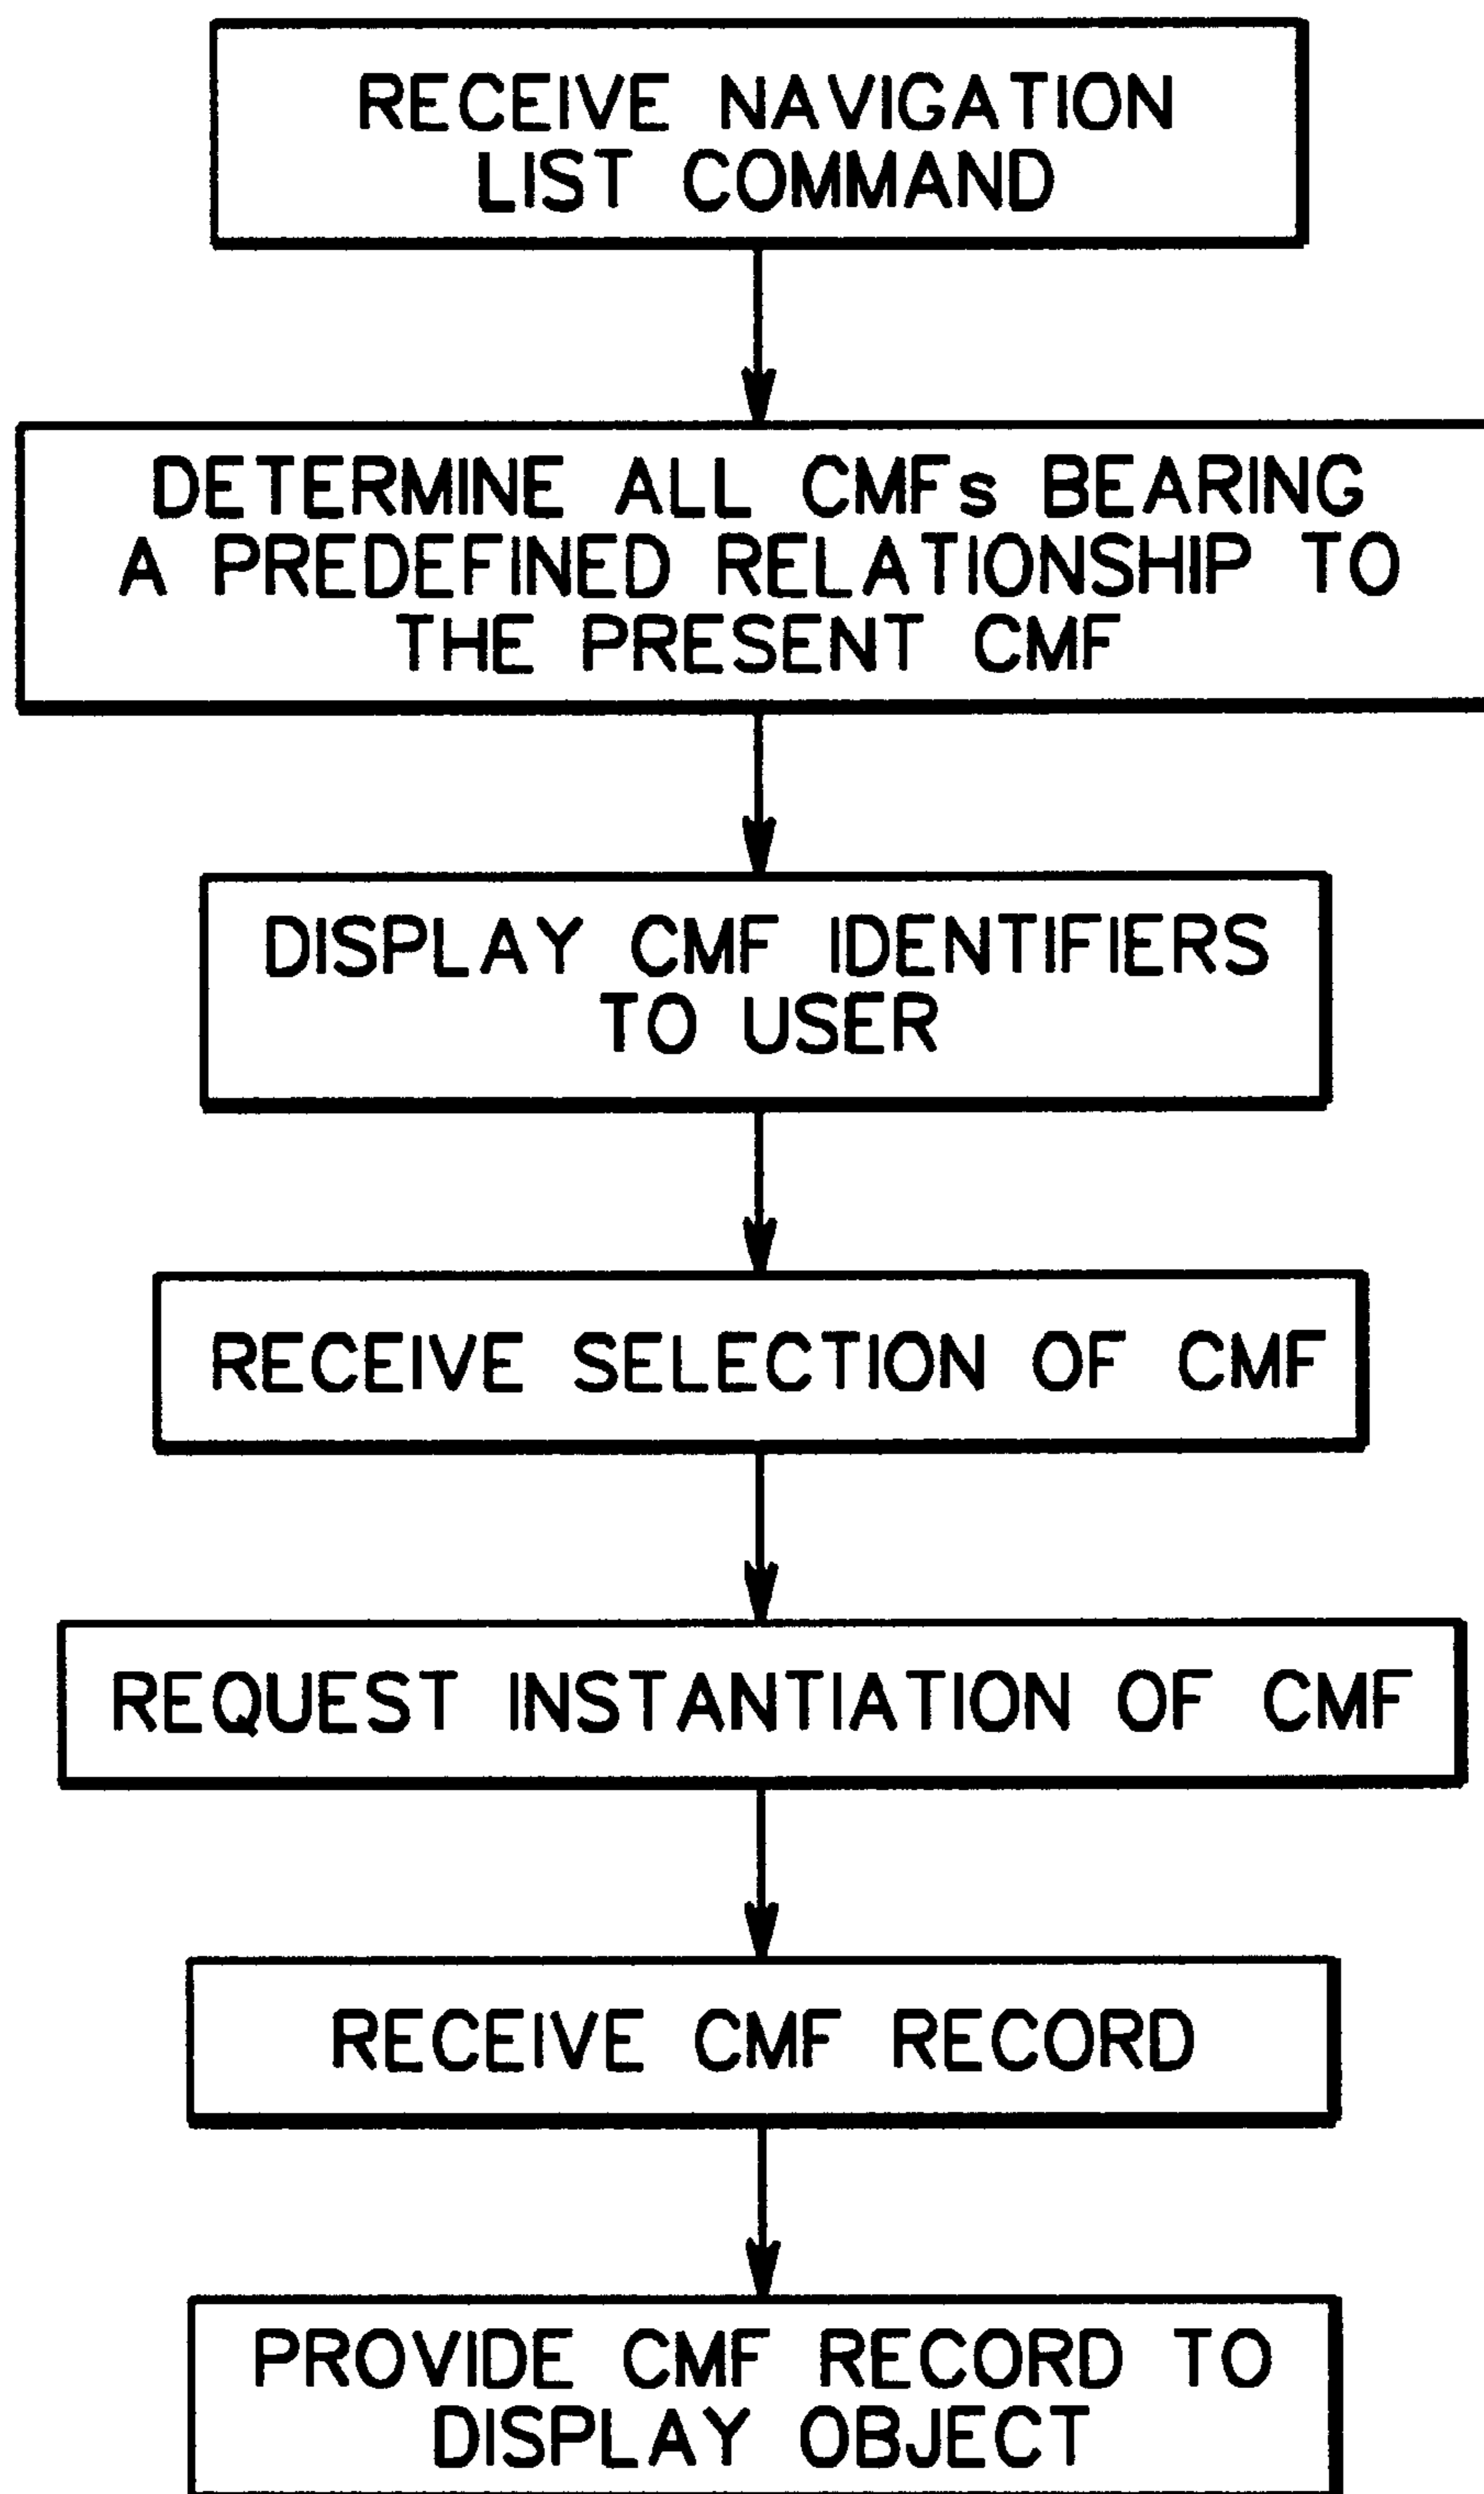 RECEIVE NAVIGATION
LIST COMMAND
DETERMINE ALL CMFs BEARING
A PREDEFINED RELATIONSHIP TO
THE PRESENT CMF
DISPLAY CMF IDENTIFIERS
TO USER
RECEIVE SELECTION OF CMF
REQUEST INSTANTIATION OF CMF
RECEIVE CMF RECORD
PROVIDE CMF RECORD TO
DISPLAY OBJECT